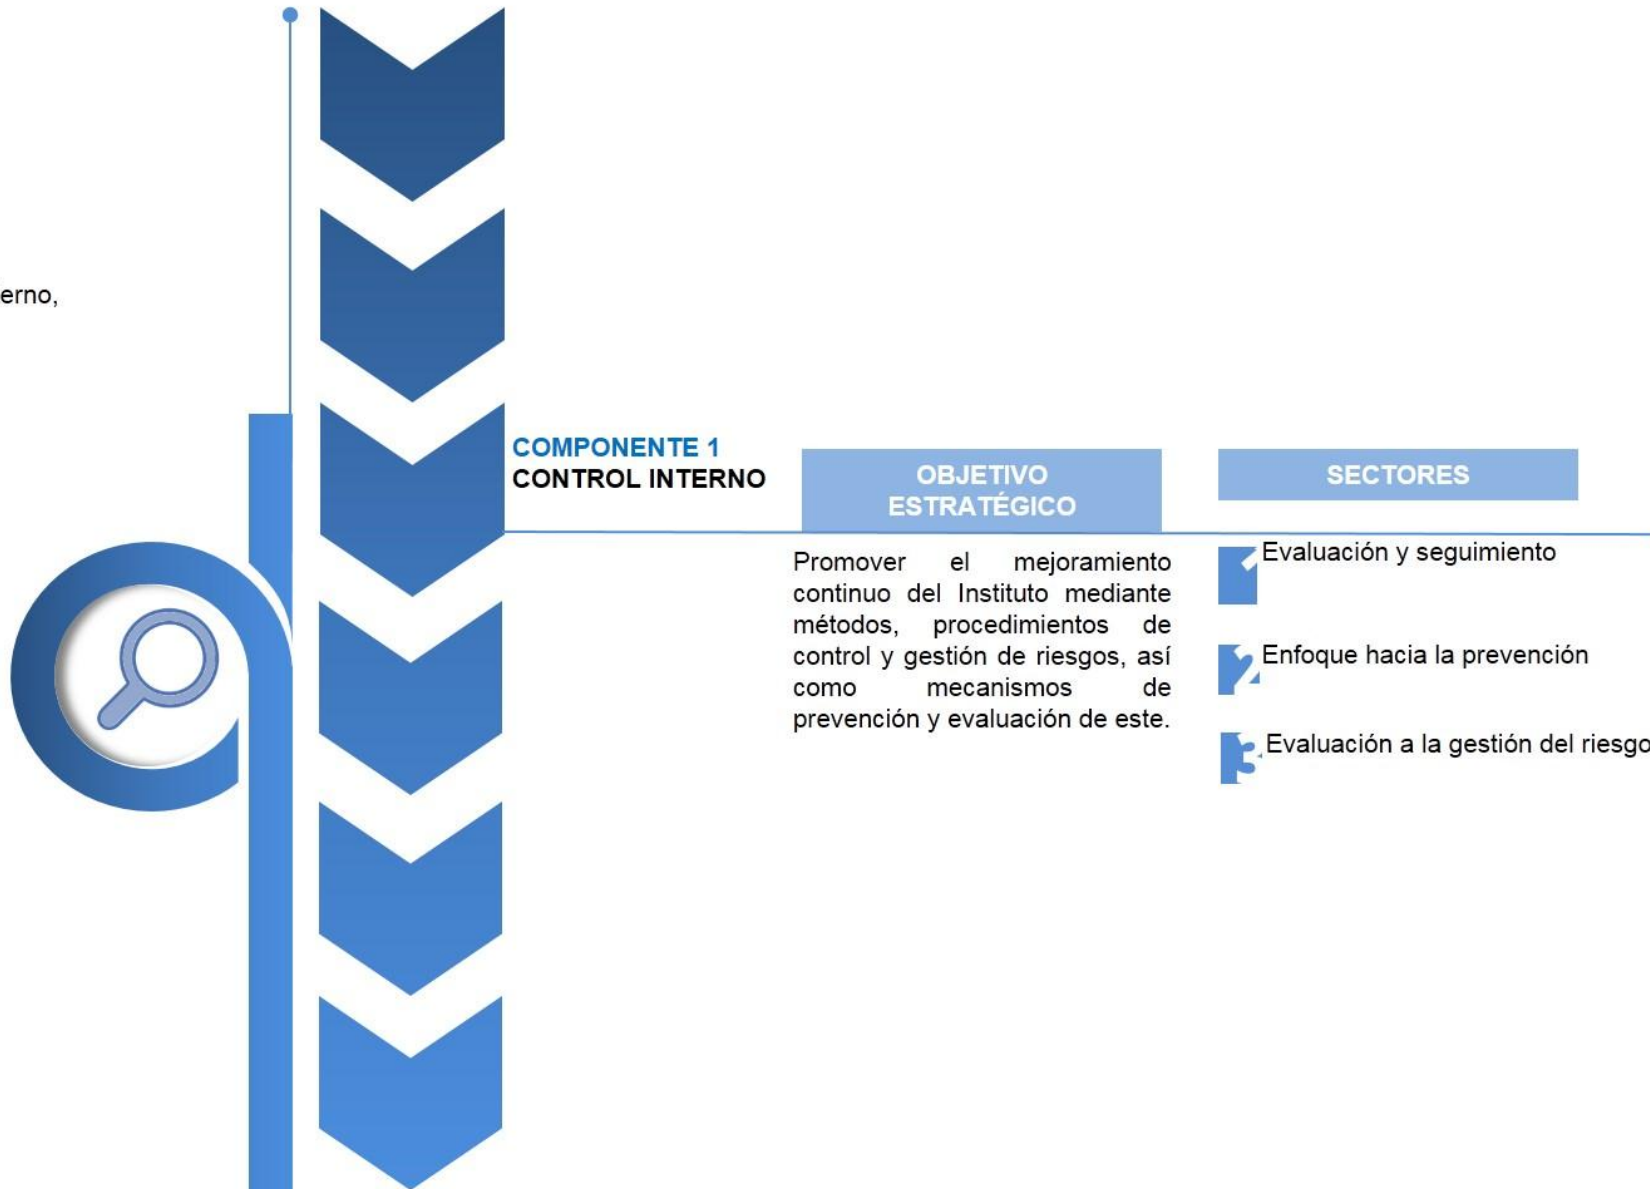 erno,
COMPONENTE 1
CONTROL INTERNO
OBJETIVO
ESTRATÉGICO
Promover el mejoramiento
continuo del Instituto mediante
métodos, procedimientos de
control y gestión de riesgos, así
como mecanismos de
prevención y evaluación de este.
SECTORES
1 Evaluación y seguimiento
2 Enfoque hacia la prevención
3 Evaluación a la gestión del riesgo